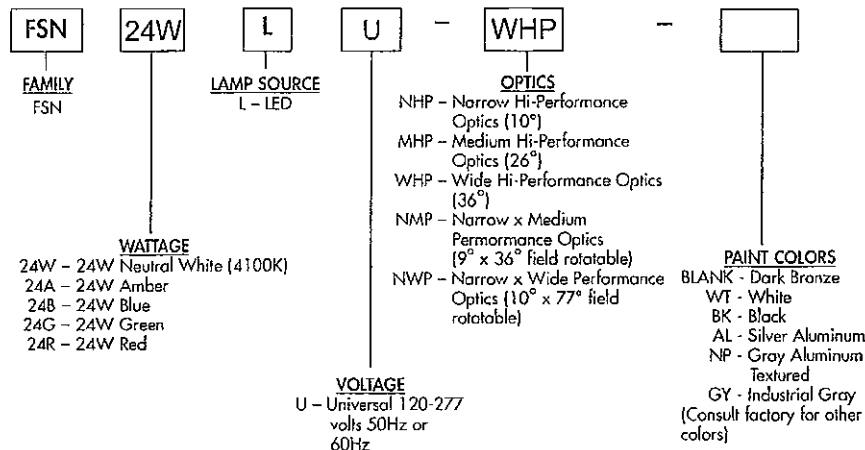 FSN 24W L U - WHP -
FAMILY
FSN
LAMP SOURCE
L – LED
OPTICS
NHP – Narrow Hi-Performance
Optics (10°)
MHP – Medium Hi-Performance
Optics (26°)
WHP – Wide Hi-Performance Optics
(36°)
NMP – Narrow x Medium
Permormance Optics
(9° x 36° field rotatable)
NWP – Narrow x Wide Performance
Optics (10° x 77° field
rotatable)
WATTAGE
24W – 24W Neutral White (4100K)
24A – 24W Amber
24B – 24W Blue
24G – 24W Green
24R – 24W Red
VOLTAGE
U – Universal 120-277
volts 50Hz or
60Hz
PAINT COLORS
BLANK - Dark Bronze
WT - White
BK - Black
AL - Silver Aluminum
NP - Gray Aluminum
Textured
GY - Industrial Gray
(Consult factory for other
colors)